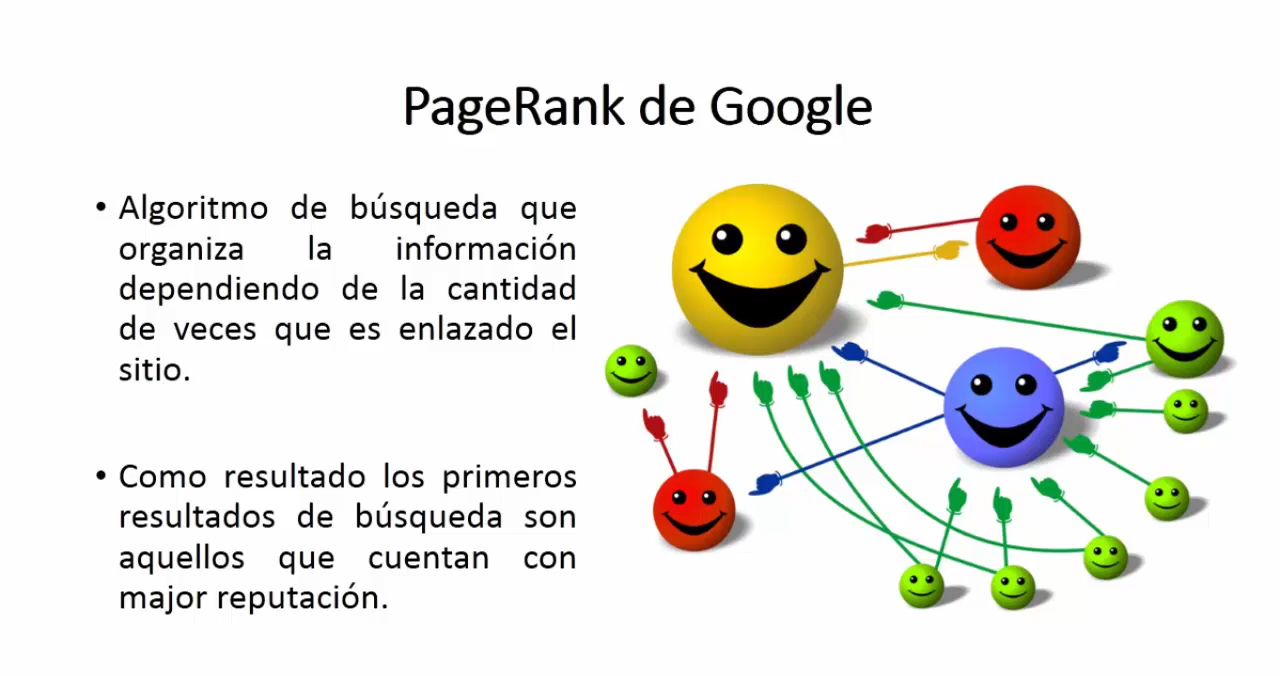 PageRank de Google
• Algoritmo de búsqueda que
organiza la información
dependiendo de la cantidad
de veces que es enlazado el
sitio.
• Como resultado los primeros
resultados de búsqueda son
aquellos que cuentan con
major reputación.